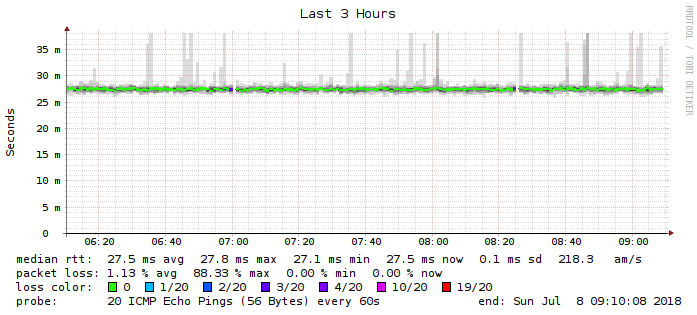 Last 3 Hours
RRDTOOL / TOBI OETIKER
Seconds
35 m
30 m
25 m
20 m
15 m
10 m
5 m
0
06:20 06:40 07:00 07:20 07:40 08:00 08:20 08:40 09:00
median rtt: 27.5 ms avg 27.8 ms max 27.1 ms min 27.5 ms now 0.1 ms sd 218.3 am/s
packet loss: 1.13 % avg 88.33 % max 0.00 % min 0.00 % now
loss color: 0 1/20 2/20 3/20 4/20 10/20 19/20
probe: 20 ICMP Echo Pings (56 Bytes) every 60s end: Sun Jul 8 09:10:08 2018